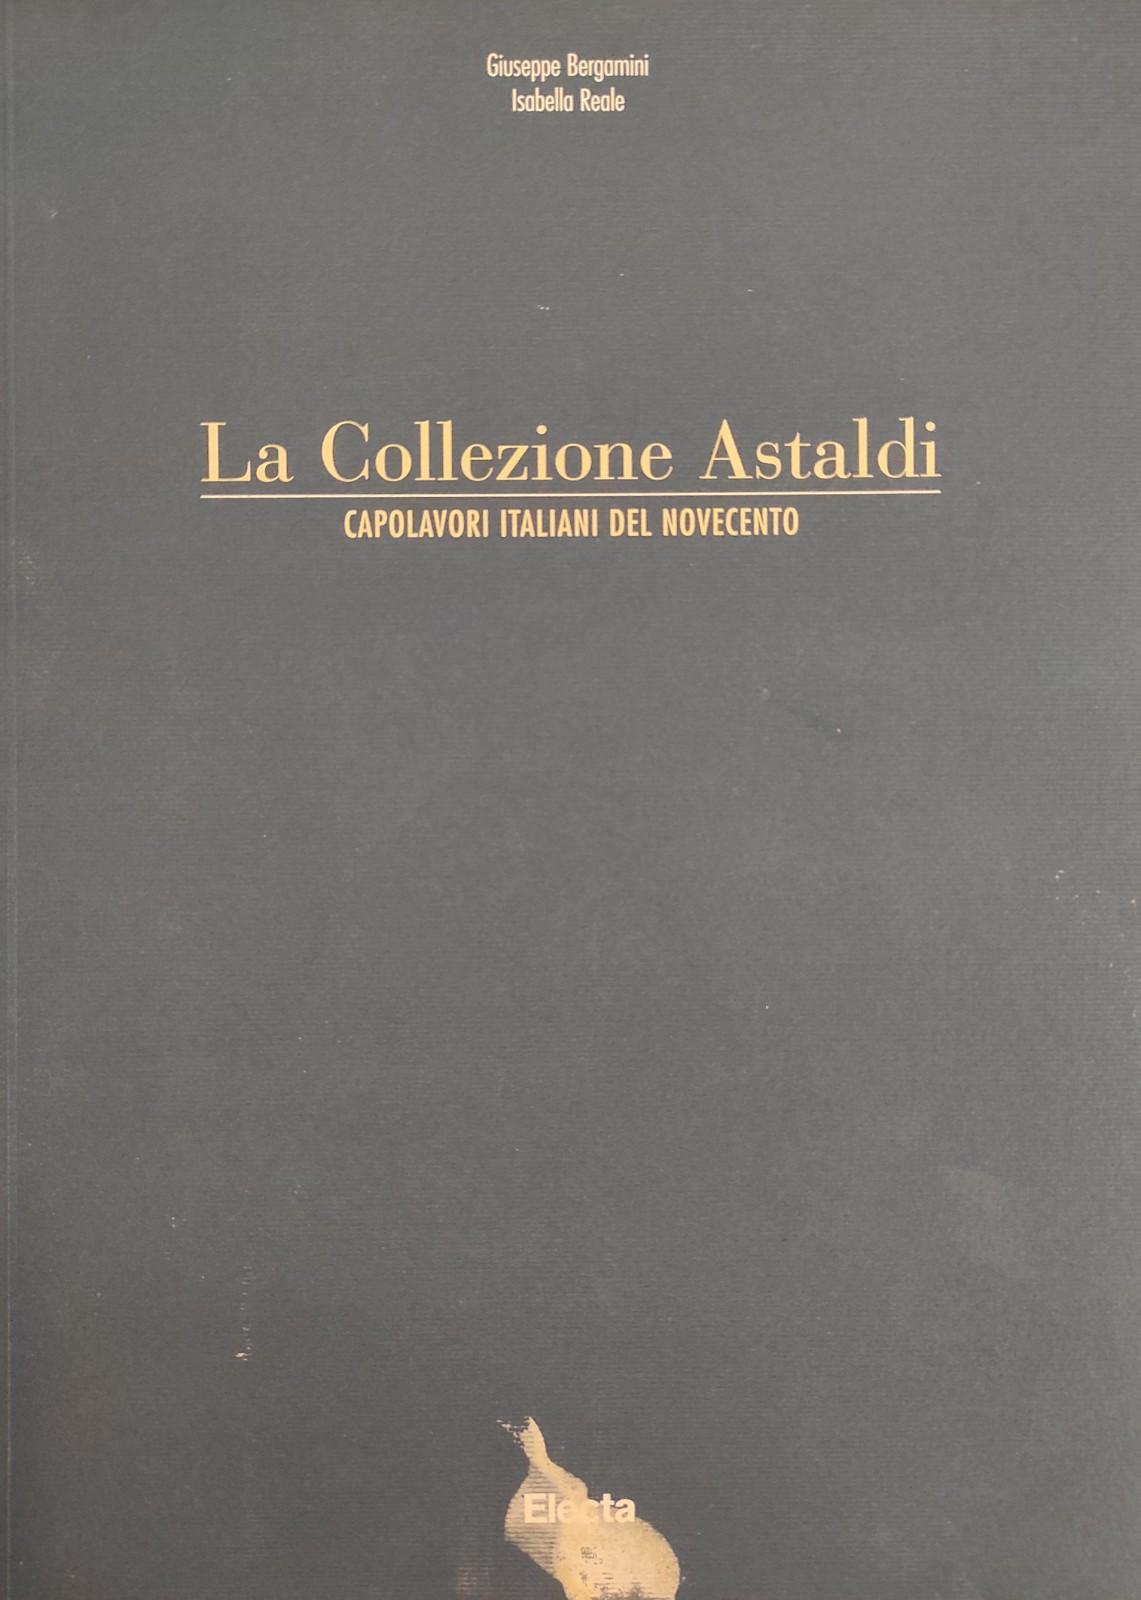 Giuseppe Bergamini
Isabella Reale
La Collezione Astaldi
CAPOLAVORI ITALIANI DEL NOVECENTO
Electa